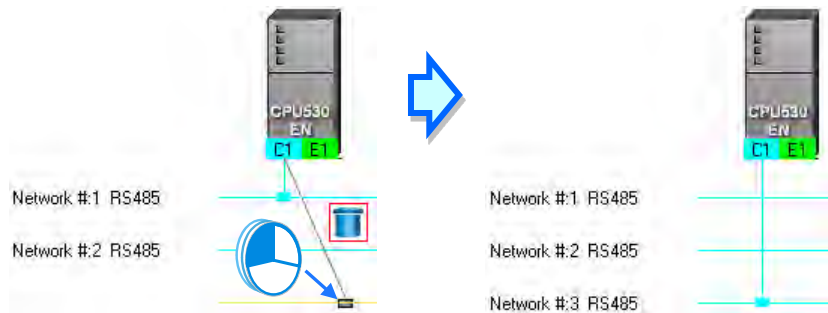 CPU530
EN
C1 E1
Network #:1 RS485
Network #:2 RS485
CPU530
EN
C1 E1
Network #:1 RS485
Network #:2 RS485
Network #:3 RS485